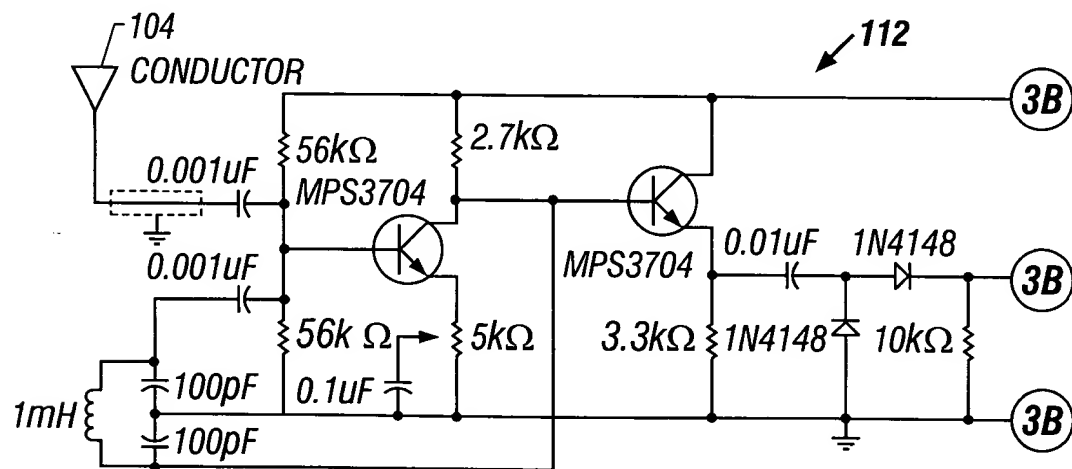 104
112
CONDUCTOR
3B
56kΩ
2.7kΩ
0.001uF
MPS3704
MPS3704
0.01uF
1N4148
3B
0.001uF
56k Ω
5kΩ
3.3kΩ
1N4148
10kΩ
0.1uF
100pF
1mH
100pF
3B